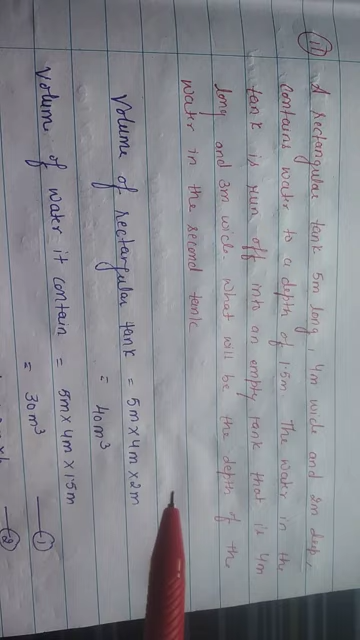 (11) A rectangular tank 5m long, 4m wide and 2m deep,
contains water to a depth of 1.5m. The water in the
tank is run off into an empty tank that is 4m
long and 3m wide. What will be the depth of the
water in the second tank
Volume of rectangular tank = 5m x 4m x 2m
= 40m³
Volume of water it contain = 5m x 4m x 1.5m
= 30m³ —— (1)
—— (2)